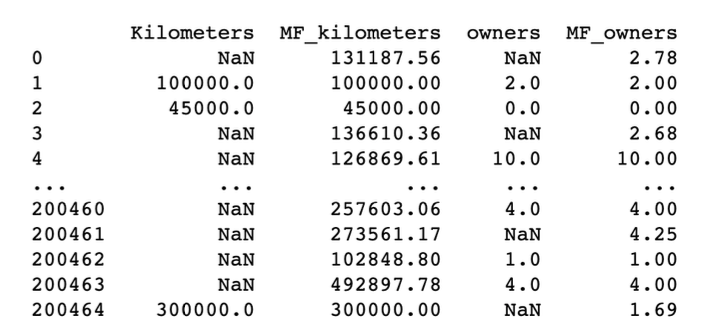 Kilometers MF_kilometers owners MF_owners
0 NaN 131187.56 NaN 2.78
1 100000.0 100000.00 2.0 2.00
2 45000.0 45000.00 0.0 0.00
3 NaN 136610.36 NaN 2.68
4 NaN 126869.61 10.0 10.00
... ... ... ... ...
200460 NaN 257603.06 4.0 4.00
200461 NaN 273561.17 NaN 4.25
200462 NaN 102848.80 1.0 1.00
200463 NaN 492897.78 4.0 4.00
200464 300000.0 300000.00 NaN 1.69